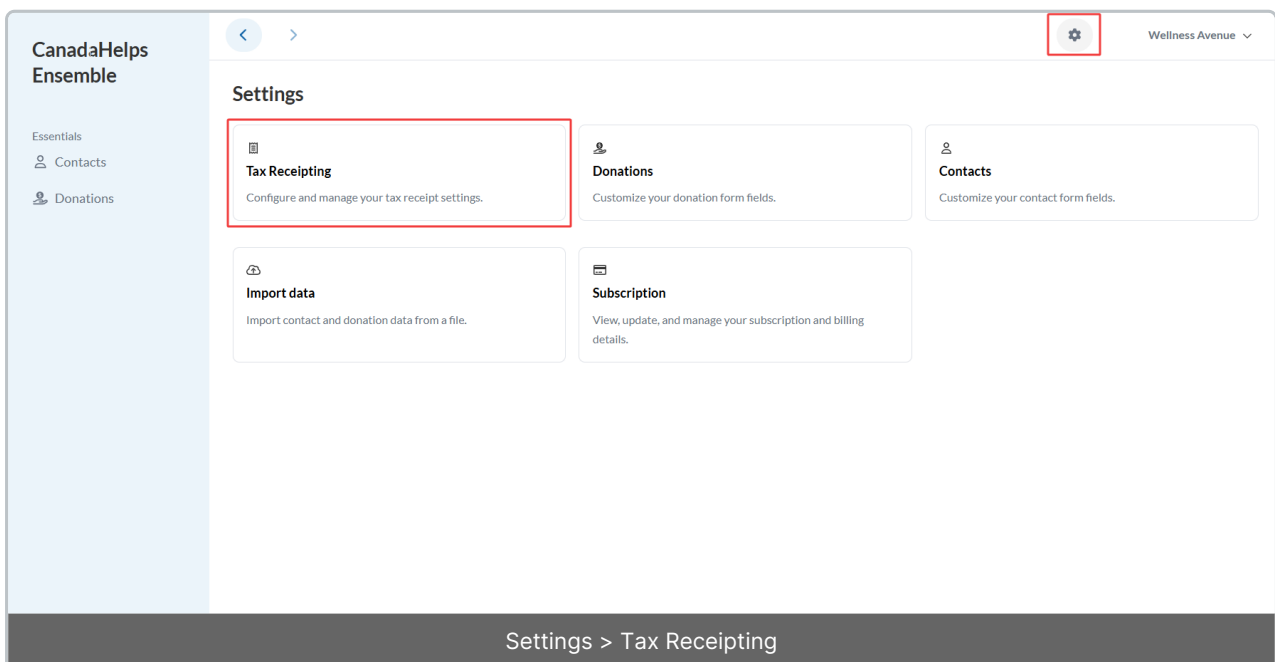 CanadaHelps
Ensemble
Wellness Avenue
Essentials
Contacts
Donations
Settings
Tax Receipting
Configure and manage your tax receipt settings.
Donations
Customize your donation form fields.
Contacts
Customize your contact form fields.
Import data
Import contact and donation data from a file.
Subscription
View, update, and manage your subscription and billing
details.
Settings > Tax Receipting